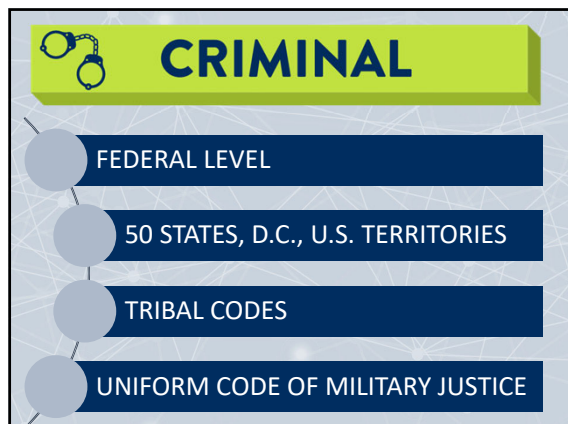 CRIMINAL
FEDERAL LEVEL
50 STATES, D.C., U.S. TERRITORIES
TRIBAL CODES
UNIFORM CODE OF MILITARY JUSTICE